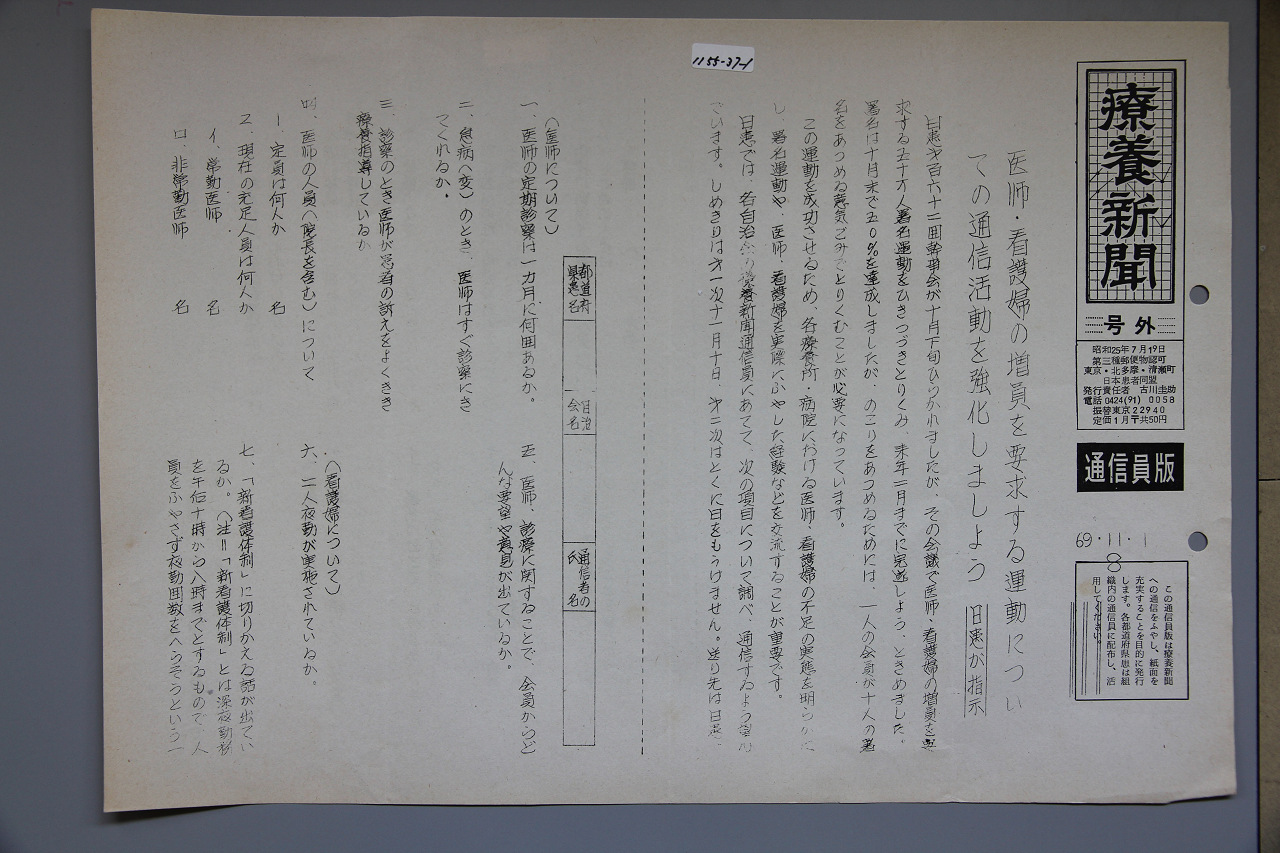 1155-37-1
療養新聞
号外
昭和25年7月19日
第三種郵便物認可
東京・北多摩・清瀬町
日本患者同盟
発行責任者 古川圭助
電話0424(91)0058
振替東京22940
定価1月〒共50円
通信員版
69・11・1
8
この通信員版は療養新聞
への通信をふやし、紙面を
充実することを目的に発行
します。各都道府県患は組
織内の通信員に配布し、活
用してください。
医師・看護婦の増員を要求する運動につい
ての通信活動を強化しましょう 日患が指示
日患才百六十二回幹事会が十月下旬ひらかれましたが、その会議で医師・看護婦の増員を要
求する五十万人署名運動をひきつづきとりくみ、来年二月までに完遂しよう、ときめました。
署名は十月末で五〇%を達成しましたが、のこりをあつめるためには、一人の会員が十人の署
名をあつめる意気ごみでとりくむことが必要になっています。
この運動を成功させるため、各療養所・病院における医師、看護婦の不足の実態を明らかに
し、署名運動や、医師、看護婦を実際にふやした経験などを交流することが重要です。
日患では、各自治会の療養新聞通信員にあてて、次の項目について調べ、通信するよう望ん
でいます。しめきりは才一次十一月十日、才二次はとくに日をもうけません。送り先は日患。
都道府県患名
自治会名
通信者の氏名
(医師について)
一、医師の定期診察は一カ月に何回あるか。
二、急病(へ変)のとき、医師はすぐ診察にき
てくれるか。
三、診察のとき医師が患者の訴えをよくきき
療養指導しているか
四、医師の人員(院長を含む)について
1、定員は何人か 名
2、現在の充足人員は何人か
イ、常勤医師 名
ロ、非常勤医師 名
五、医師、診療に関することで、会員からど
んな要望や意見が出ているか。
(看護婦について)
六、二人夜勤が実施されているか。
七、「新看護体制」に切りかえる話が出てい
るか。(注=「新看護体制」とは深夜勤務
を午后十時から八時までとするもので、人
員をふやさず夜勤回数をへらそうという一